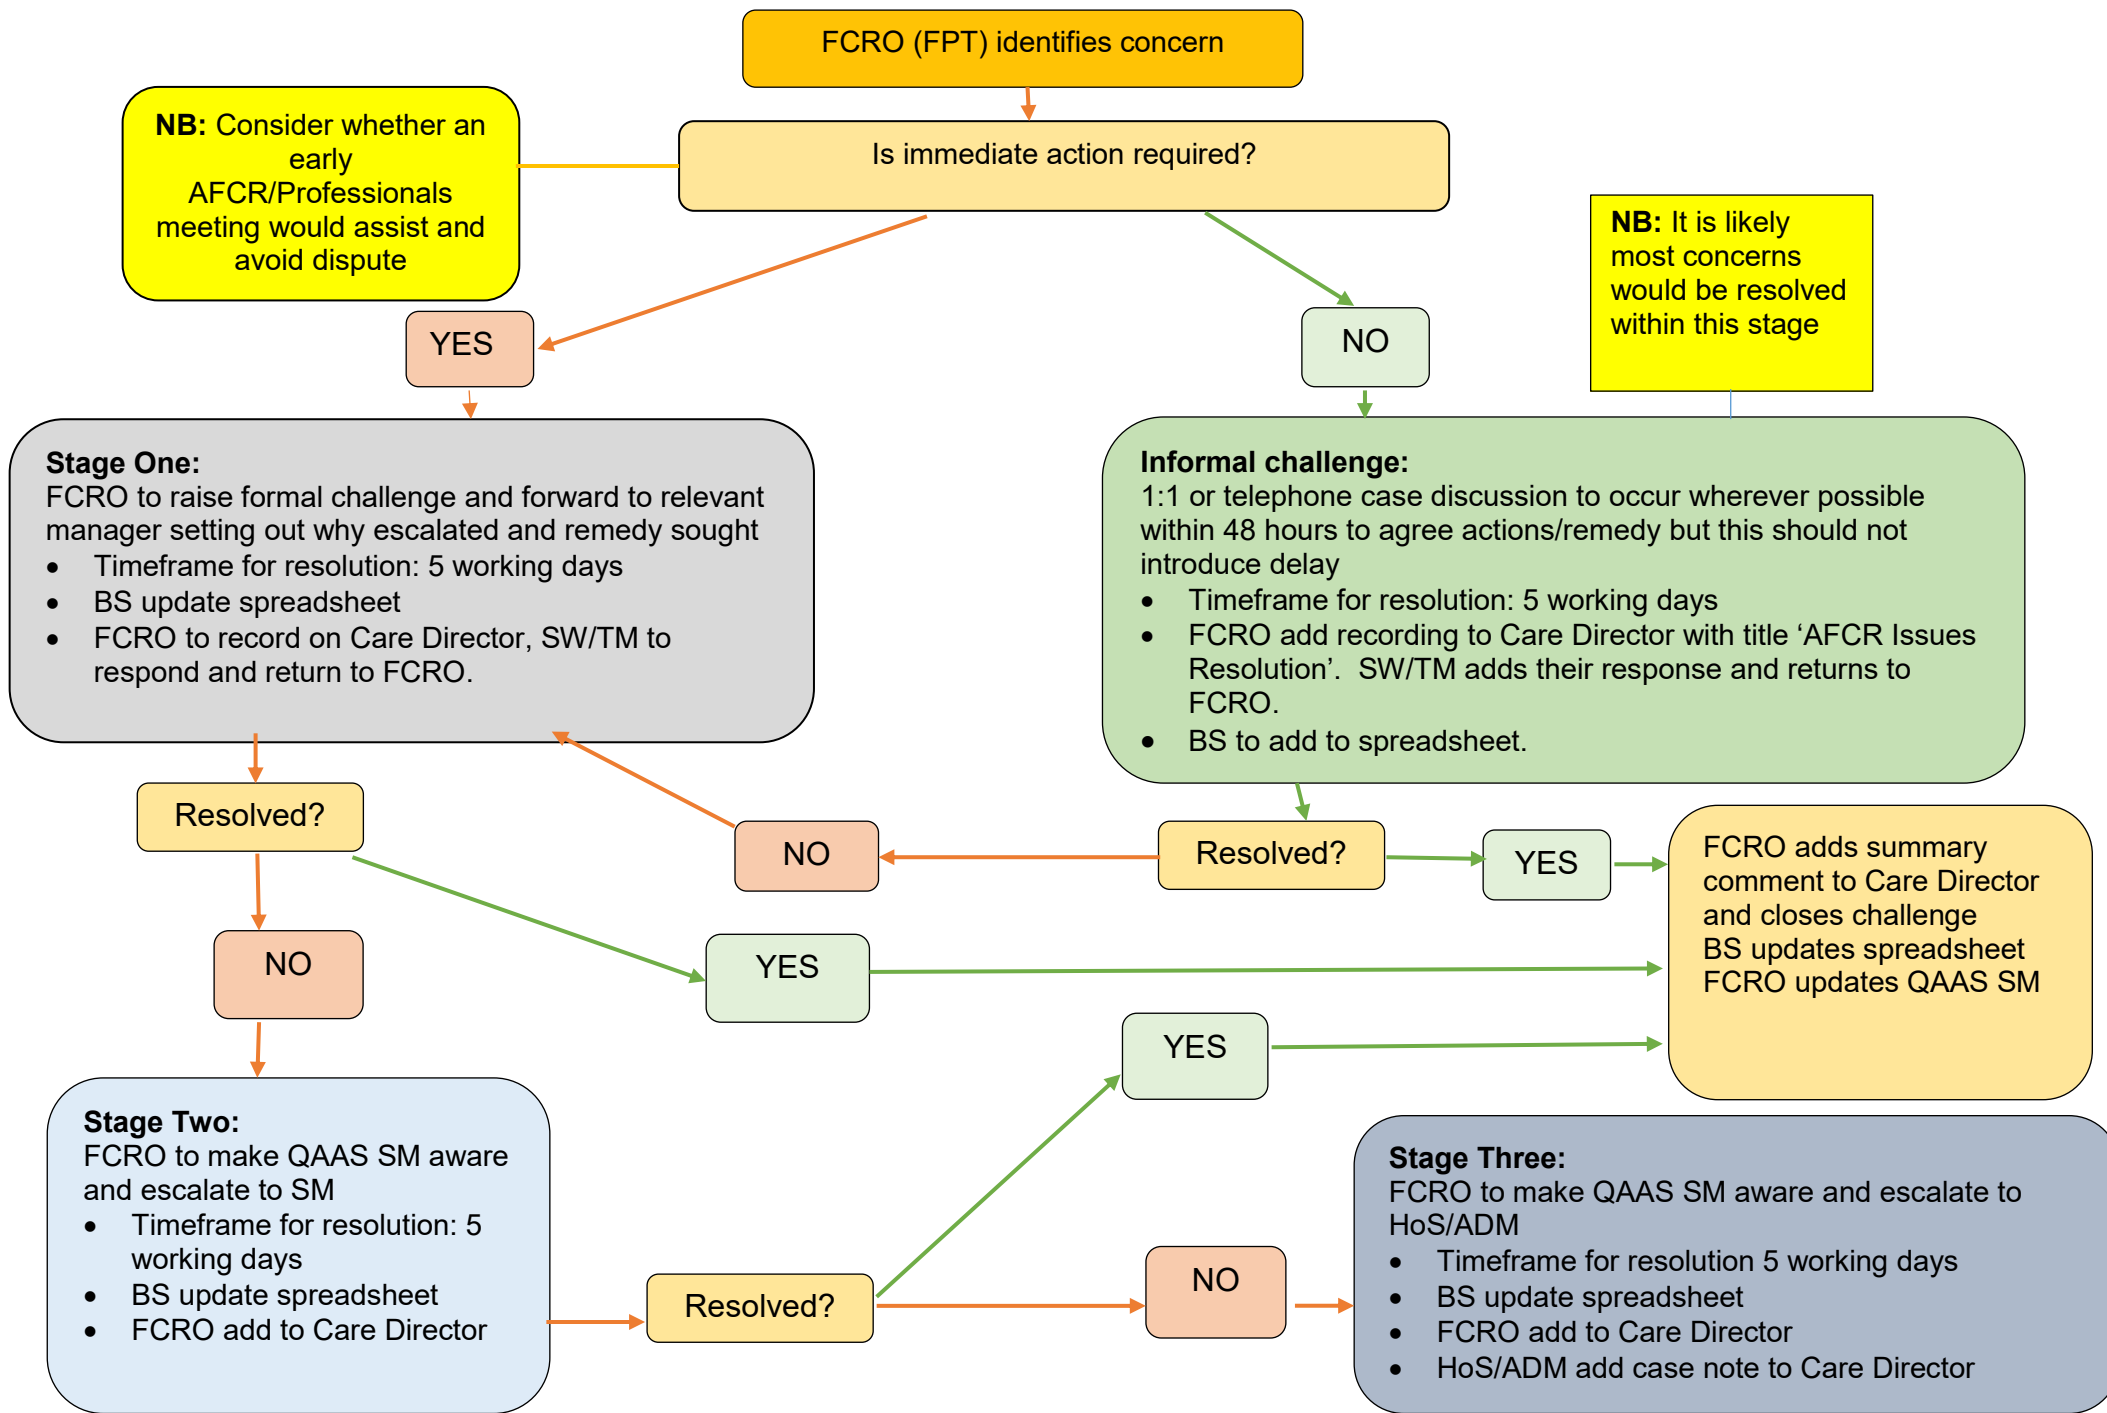 FCRO (FPT) identifies concern
NB: Consider whether an
early
AFCR/Professionals
meeting would assist and
avoid dispute
Is immediate action required?
NB: It is likely
most concerns
would be resolved
within this stage
YES
NO
Stage One:
FCRO to raise formal challenge and forward to relevant
manager setting out why escalated and remedy sought
• Timeframe for resolution: 5 working days
• BS update spreadsheet
• FCRO to record on Care Director, SW/TM to
respond and return to FCRO.
Informal challenge:
1:1 or telephone case discussion to occur wherever possible
within 48 hours to agree actions/remedy but this should not
introduce delay
• Timeframe for resolution: 5 working days
• FCRO add recording to Care Director with title ‘AFCR Issues
Resolution’. SW/TM adds their response and returns to
FCRO.
• BS to add to spreadsheet.
Resolved?
NO
Resolved?
YES
FCRO adds summary
comment to Care Director
and closes challenge
BS updates spreadsheet
FCRO updates QAAS SM
NO
YES
YES
Stage Two:
FCRO to make QAAS SM aware
and escalate to SM
• Timeframe for resolution: 5
working days
• BS update spreadsheet
• FCRO add to Care Director
Resolved?
NO
Stage Three:
FCRO to make QAAS SM aware and escalate to
HoS/ADM
• Timeframe for resolution 5 working days
• BS update spreadsheet
• FCRO add to Care Director
• HoS/ADM add case note to Care Director